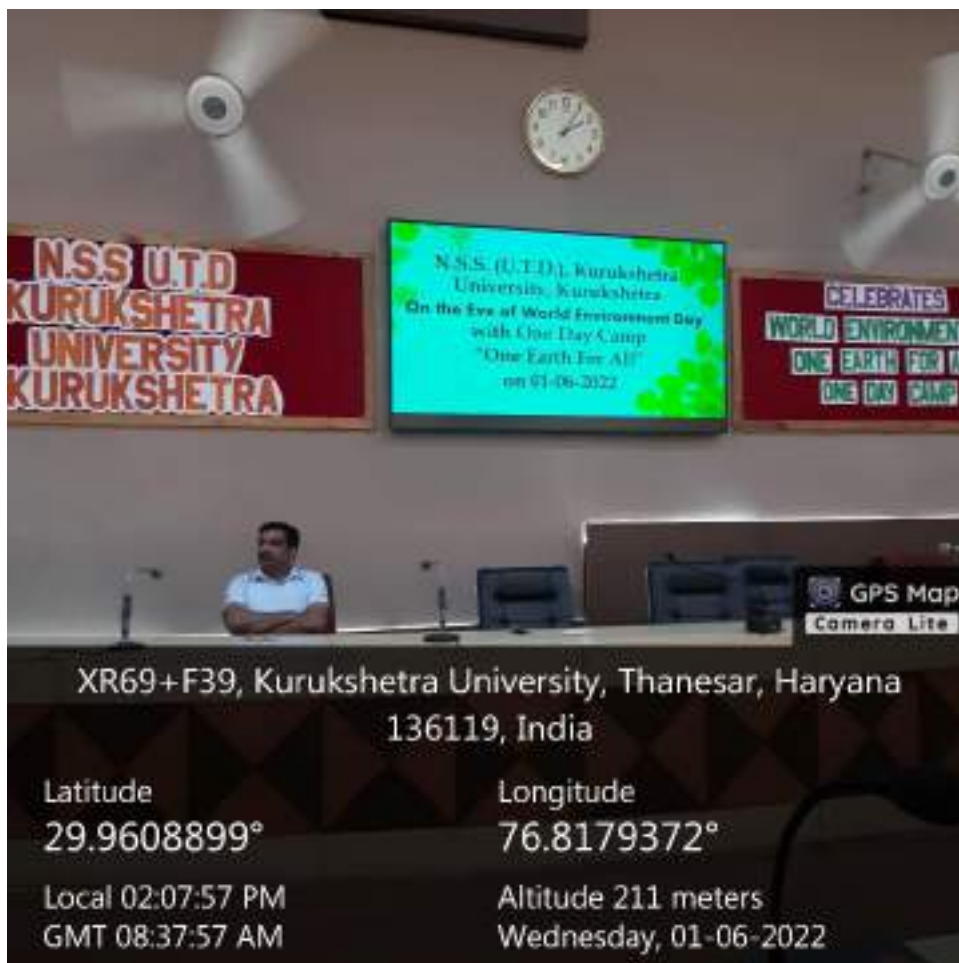 N.S.S U.T.D
KURUKSHETRA
UNIVERSITY
KURUKSHETRA
N.S.S. (U.T.D.), Kurukshetra
University, Kurukshetra
On the Eve of World Environment Day
with One Day Camp
"One Earth For All"
on 01-06-2022
CELEBRATES
WORLD ENVIRONMEN
ONE EARTH FOR A
ONE DAY CAMP
GPS Map
Camera Lite
XR69+F39, Kurukshetra University, Thanesar, Haryana
136119, India
Latitude
29.9608899°
Longitude
76.8179372°
Local 02:07:57 PM
GMT 08:37:57 AM
Altitude 211 meters
Wednesday, 01-06-2022